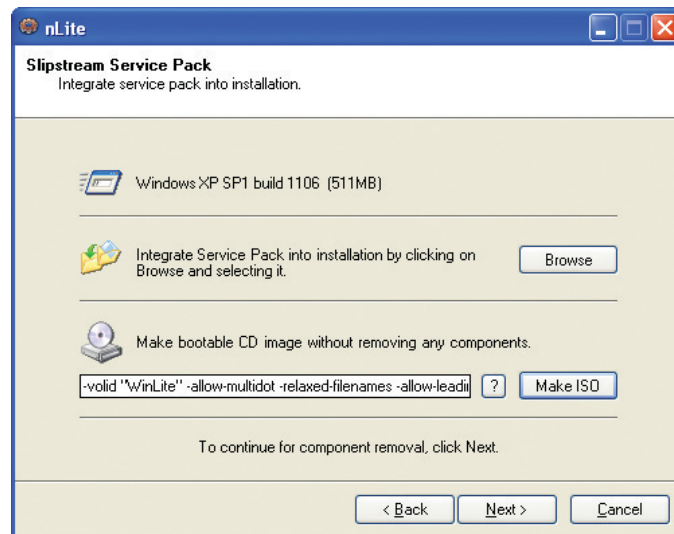 nLite
Slipstream Service Pack
Integrate service pack into installation.
Windows XP SP1 build 1106 (511MB)
Integrate Service Pack into installation by clicking on
Browse and selecting it.
Browse
Make bootable CD image without removing any components.
-volid "WinLite" -allow-multidot -relaxed-filenames -allow-leadin
?
Make ISO
To continue for component removal, click Next.
< Back
Next >
Cancel